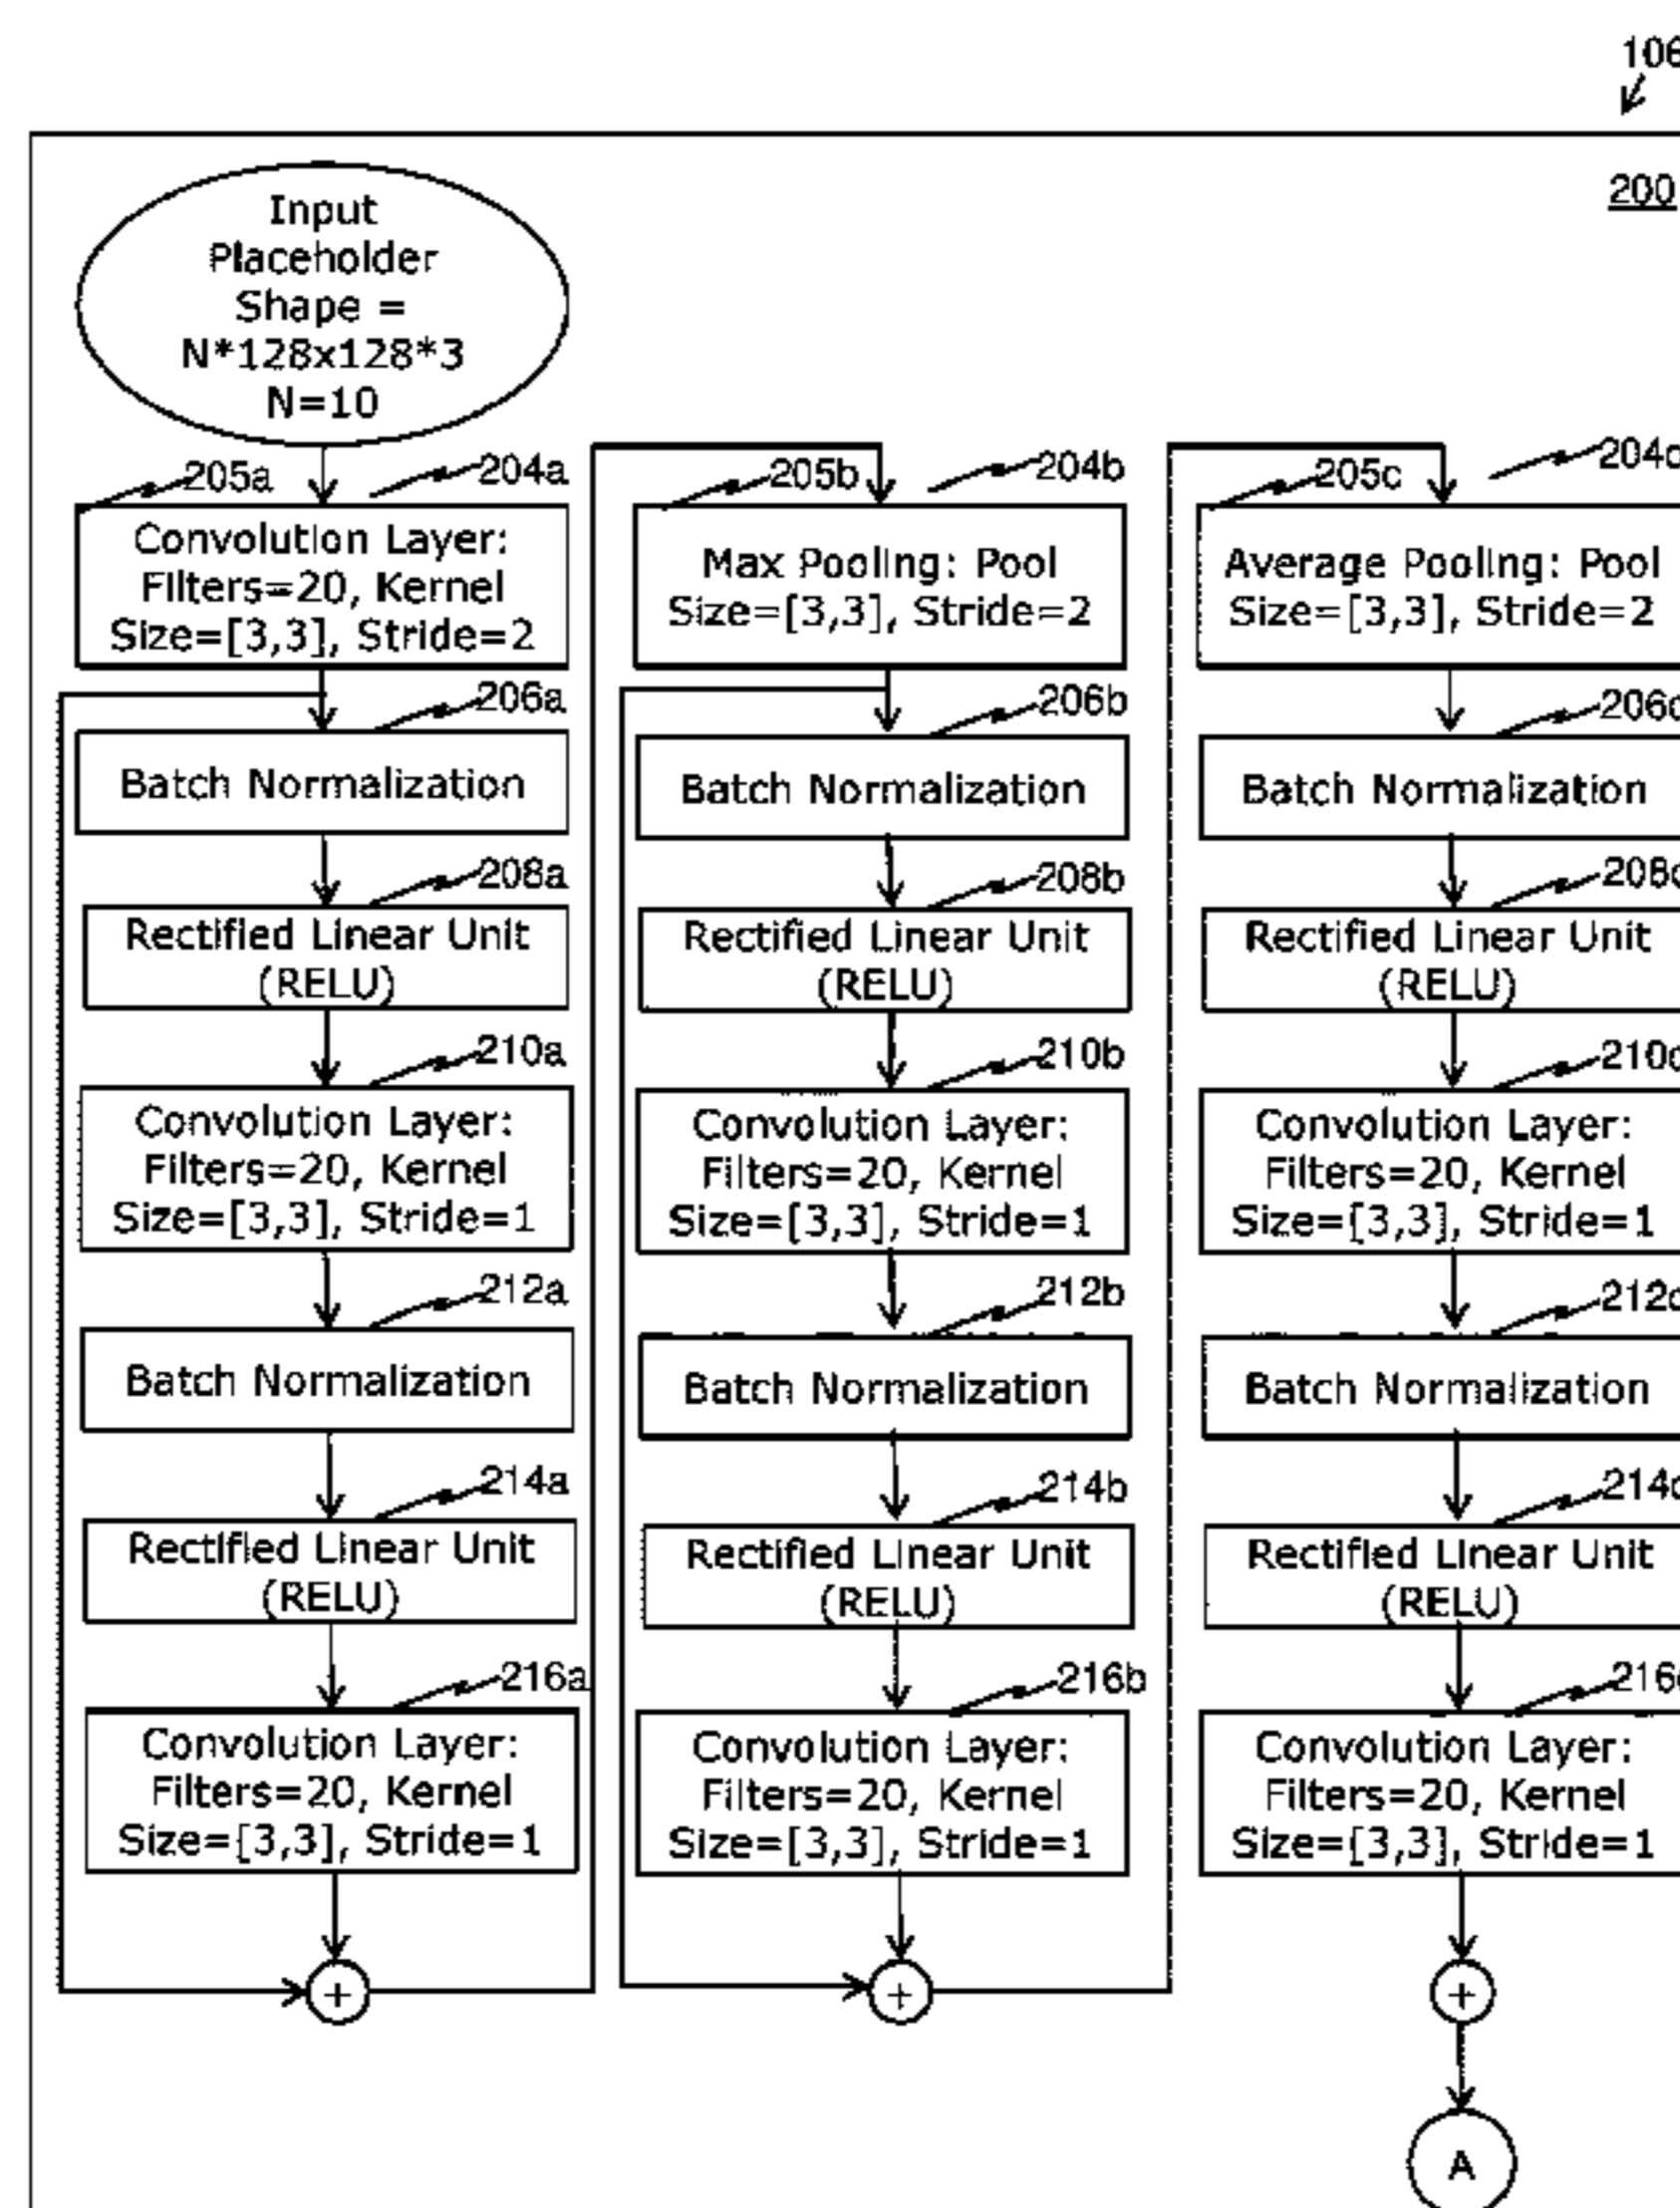 106
200
Input
Placeholder
Shape =
N*128x128*3
N=10
205a
204a
Convolution Layer:
Filters=20, Kernel
Size=[3,3], Stride=2
206a
Batch Normalization
208a
Rectified Linear Unit
(RELU)
210a
Convolution Layer:
Filters=20, Kernel
Size=[3,3], Stride=1
212a
Batch Normalization
214a
Rectified Linear Unit
(RELU)
216a
Convolution Layer:
Filters=20, Kernel
Size=[3,3], Stride=1
+
205b
204b
Max Pooling: Pool
Size=[3,3], Stride=2
206b
Batch Normalization
208b
Rectified Linear Unit
(RELU)
210b
Convolution Layer:
Filters=20, Kernel
Size=[3,3], Stride=1
212b
Batch Normalization
214b
Rectified Linear Unit
(RELU)
216b
Convolution Layer:
Filters=20, Kernel
Size=[3,3], Stride=1
+
205c
204c
Average Pooling: Pool
Size=[3,3], Stride=2
206c
Batch Normalization
208c
Rectified Linear Unit
(RELU)
210c
Convolution Layer:
Filters=20, Kernel
Size=[3,3], Stride=1
212c
Batch Normalization
214c
Rectified Linear Unit
(RELU)
216c
Convolution Layer:
Filters=20, Kernel
Size=[3,3], Stride=1
+
A